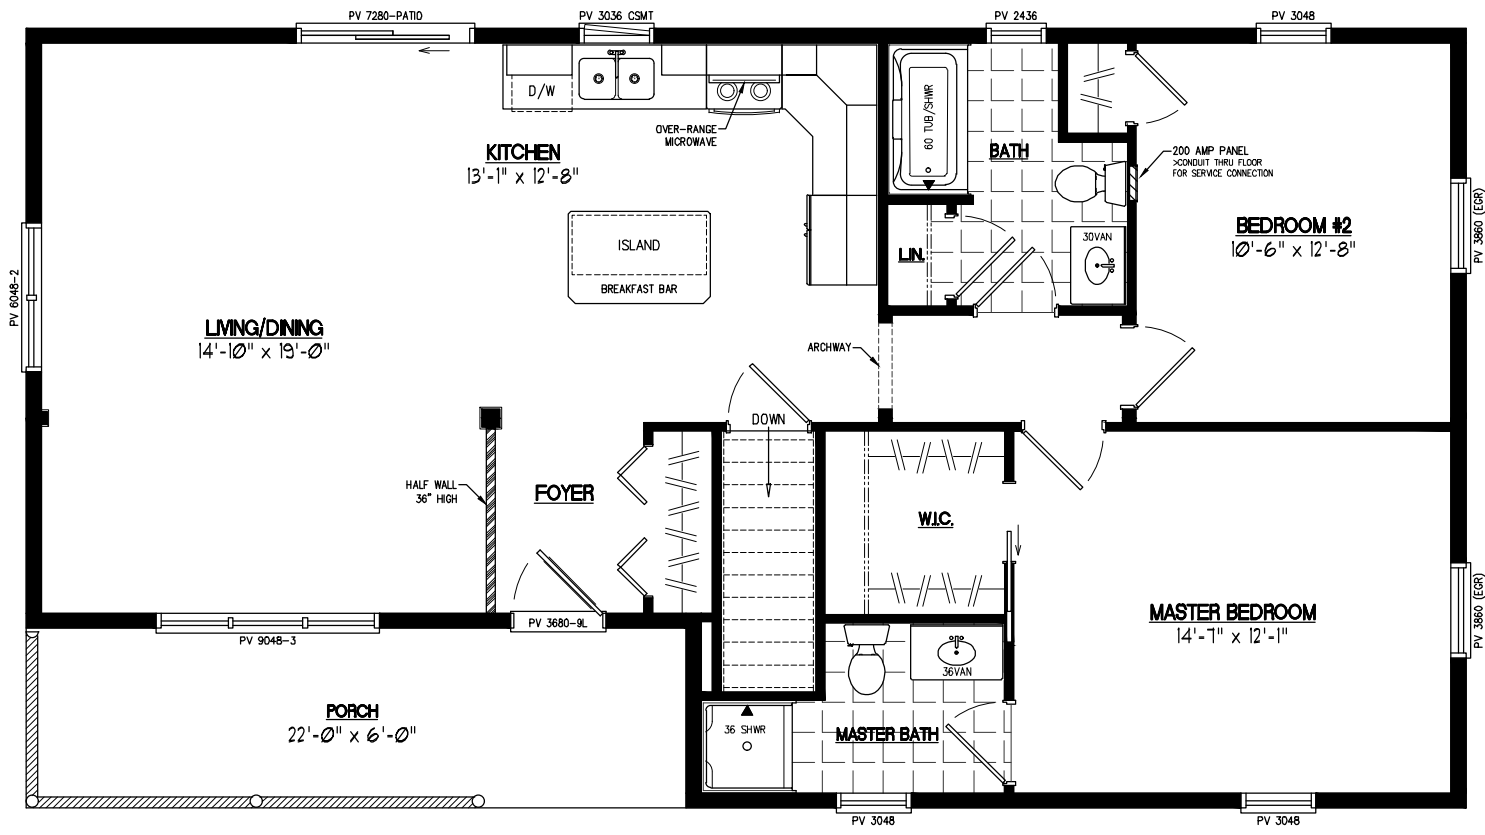 PV 7280-PATIO
PV 3036 CSMT
PV 2436
PV 3048
D/W
OVER-RANGE
MICROWAVE
KITCHEN
13'-1" x 12'-8"
60 TUB/SHWR
BATH
200 AMP PANEL
>CONDUIT THRU FLOOR
FOR SERVICE CONNECTION
PV 3860 (EGR)
BEDROOM #2
10'-6" x 12'-8"
30VAN
LIN.
ISLAND
BREAKFAST BAR
PV 6048-2
LIVING/DINING
14'-10" x 19'-0"
ARCHWAY
DOWN
HALF WALL
36" HIGH
FOYER
W.I.C.
PV 3680-9L
PV 9048-3
MASTER BEDROOM
14'-7" x 12'-1"
PV 3860 (EGR)
36VAN
PORCH
22'-0" x 6'-0"
36 SHWR
MASTER BATH
PV 3048
PV 3048